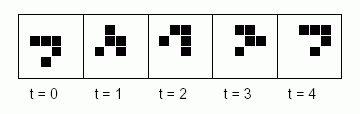 t = 0 t = 1 t = 2 t = 3 t = 4